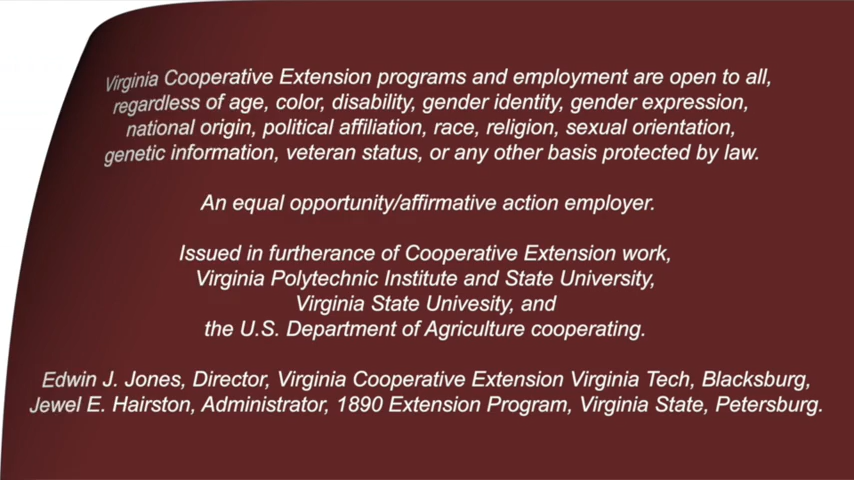 Virginia Cooperative Extension programs and employment are open to all,
regardless of age, color, disability, gender identity, gender expression,
national origin, political affiliation, race, religion, sexual orientation,
genetic information, veteran status, or any other basis protected by law.
An equal opportunity/affirmative action employer.
Issued in furtherance of Cooperative Extension work,
Virginia Polytechnic Institute and State University,
Virginia State Univesity, and
the U.S. Department of Agriculture cooperating.
Edwin J. Jones, Director, Virginia Cooperative Extension Virginia Tech, Blacksburg,
Jewel E. Hairston, Administrator, 1890 Extension Program, Virginia State, Petersburg.